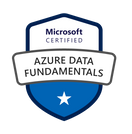 Microsoft
CERTIFIED
AZURE DATA
FUNDAMENTALS